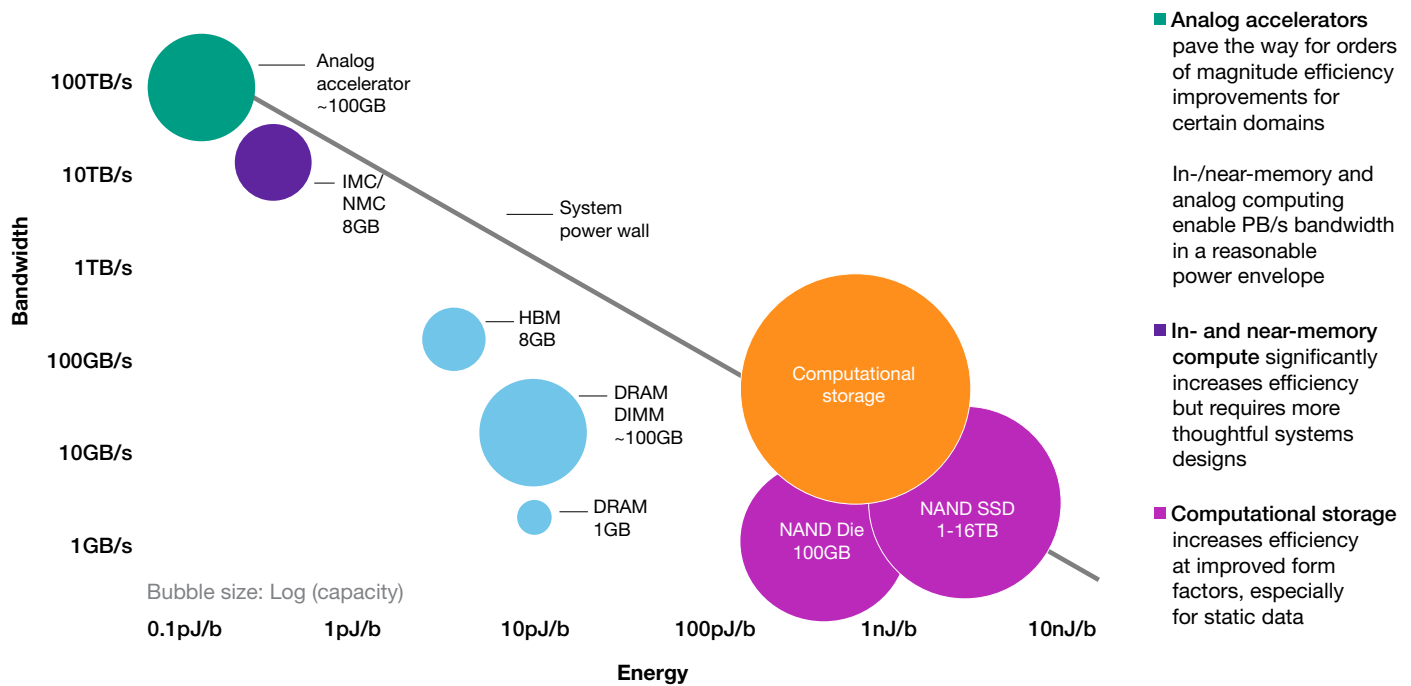 100TB/s
10TB/s
1TB/s
100GB/s
10GB/s
1GB/s
Bandwidth
Analog
accelerator
~100GB
IMC/
NMC
8GB
System
power wall
HBM
8GB
DRAM
DIMM
~100GB
DRAM
1GB
Computational
storage
NAND Die
100GB
NAND SSD
1-16TB
Bubble size: Log (capacity)
0.1pJ/b
1pJ/b
10pJ/b
100pJ/b
1nJ/b
10nJ/b
Energy
Analog accelerators
pave the way for orders
of magnitude efficiency
improvements for
certain domains
In-/near-memory and
analog computing
enable PB/s bandwidth
in a reasonable
power envelope
In- and near-memory
compute significantly
increases efficiency
but requires more
thoughtful systems
designs
Computational storage
increases efficiency
at improved form
factors, especially
for static data